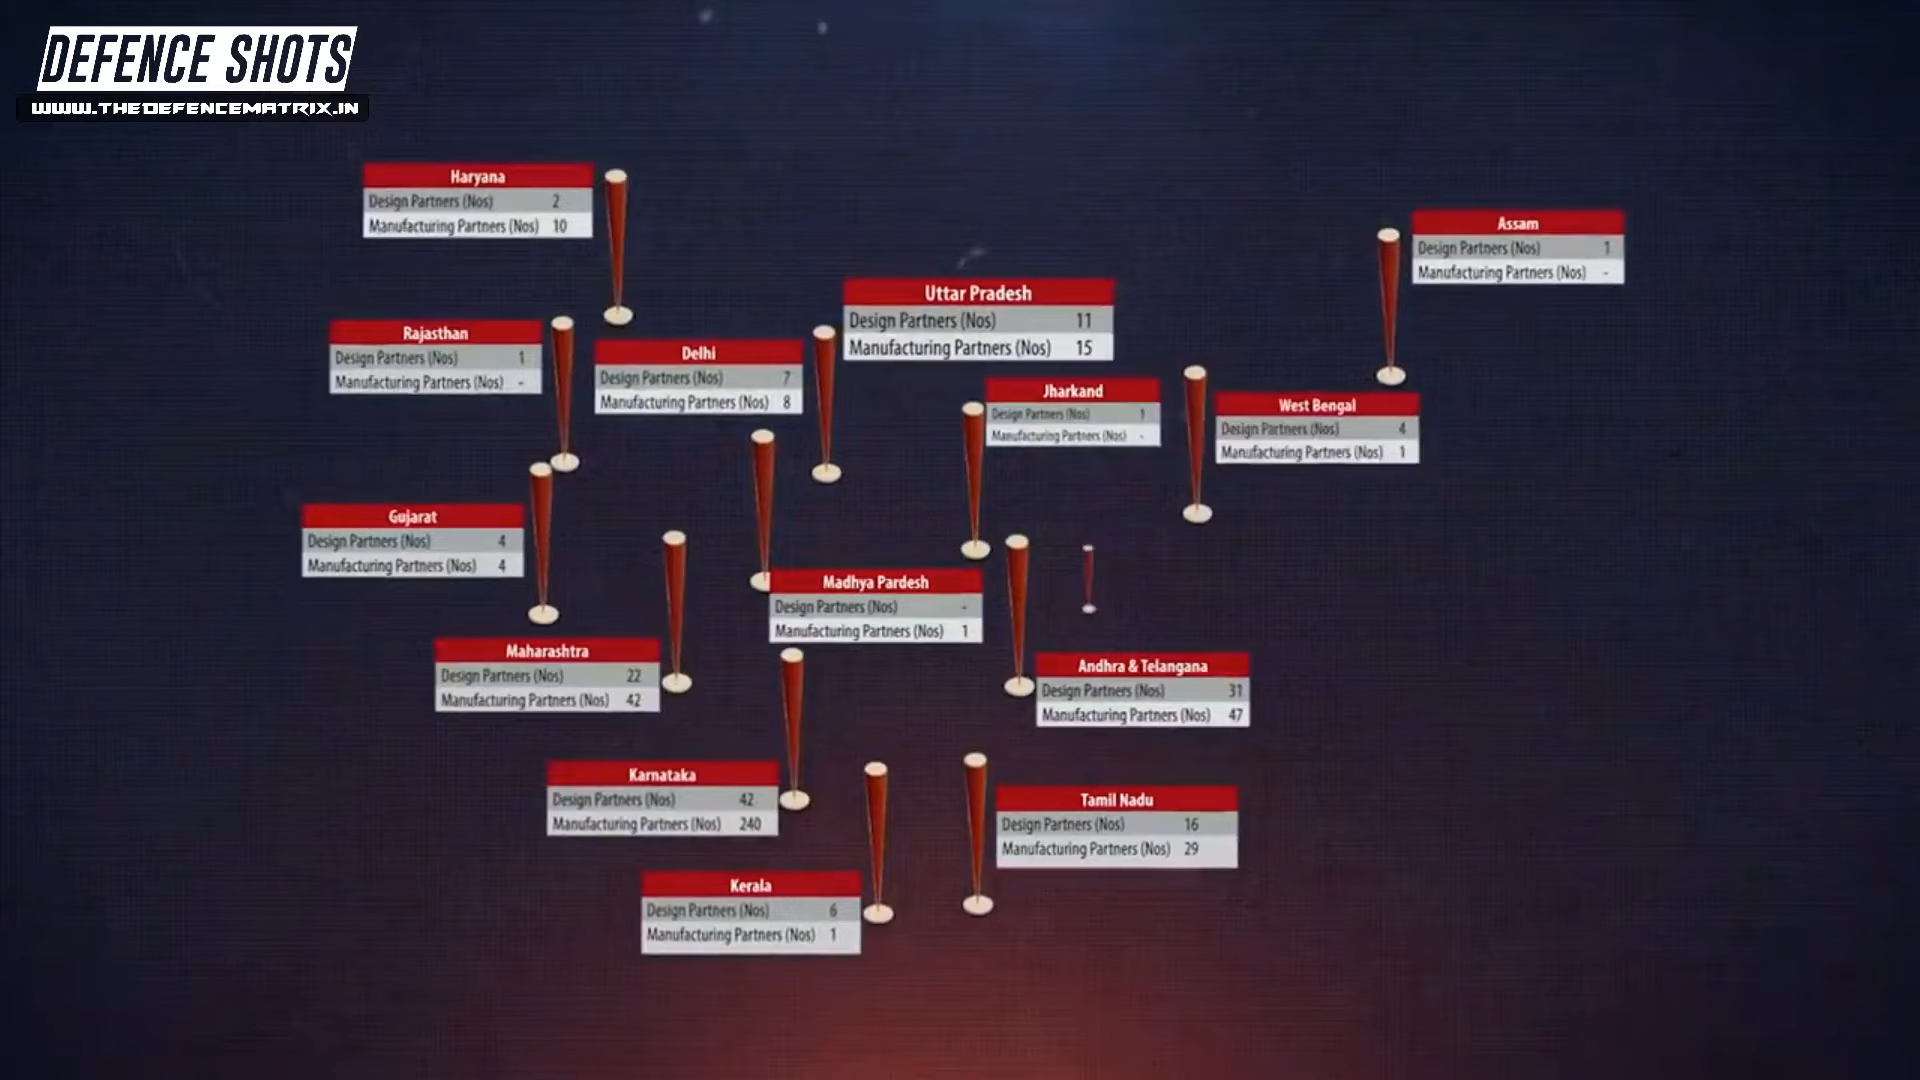 DEFENCE SHOTS
WWW.THEDEFENCEMATRIX.IN
Haryana
Design Partners (Nos) 2
Manufacturing Partners (Nos) 10
Assam
Design Partners (Nos) 1
Manufacturing Partners (Nos) -
Uttar Pradesh
Design Partners (Nos) 11
Manufacturing Partners (Nos) 15
Rajasthan
Design Partners (Nos) 1
Manufacturing Partners (Nos) -
Delhi
Design Partners (Nos) 7
Manufacturing Partners (Nos) 8
Jharkand
Design Partners (Nos) 1
Manufacturing Partners (Nos) -
West Bengal
Design Partners (Nos) 4
Manufacturing Partners (Nos) 1
Gujarat
Design Partners (Nos) 4
Manufacturing Partners (Nos) 4
Madhya Pardesh
Design Partners (Nos) -
Manufacturing Partners (Nos) 1
Maharashtra
Design Partners (Nos) 22
Manufacturing Partners (Nos) 42
Andhra & Telangana
Design Partners (Nos) 31
Manufacturing Partners (Nos) 47
Karnataka
Design Partners (Nos) 42
Manufacturing Partners (Nos) 240
Tamil Nadu
Design Partners (Nos) 16
Manufacturing Partners (Nos) 29
Kerala
Design Partners (Nos) 6
Manufacturing Partners (Nos) 1